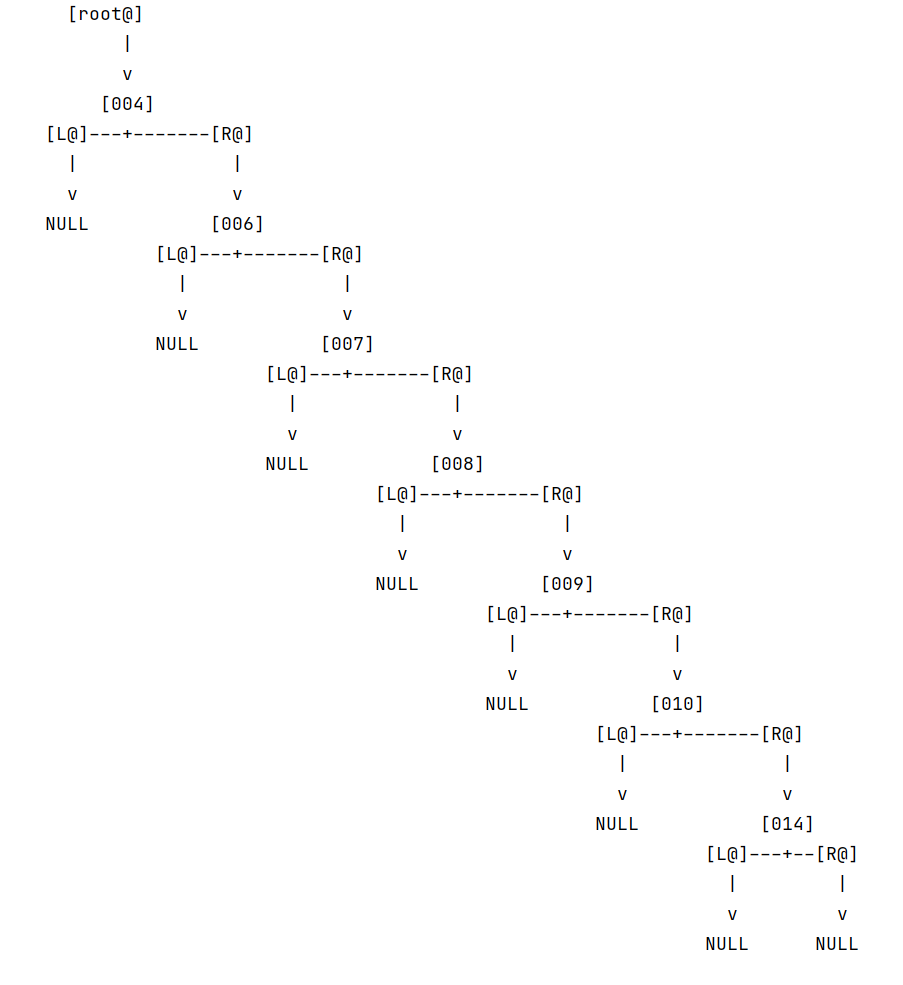 [root@]
       |
       v
     [004]
[L@]---+-------[R@]
  |              |
  v              v
NULL           [006]
          [L@]---+-------[R@]
            |              |
            v              v
          NULL           [007]
                    [L@]---+-------[R@]
                      |              |
                      v              v
                    NULL           [008]
                              [L@]---+-------[R@]
                                |              |
                                v              v
                              NULL           [009]
                                        [L@]---+-------[R@]
                                          |              |
                                          v              v
                                        NULL           [010]
                                                  [L@]---+-------[R@]
                                                    |              |
                                                    v              v
                                                  NULL           [014]
                                                            [L@]---+--[R@]
                                                              |         |
                                                              v         v
                                                            NULL      NULL